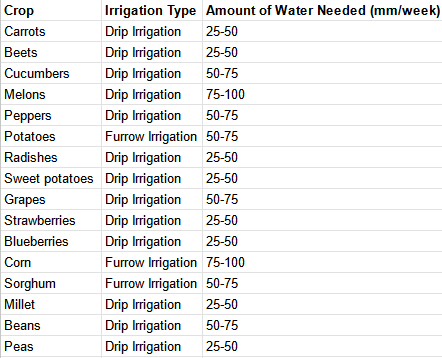 Crop Irrigation Type Amount of Water Needed (mm/week)
Carrots Drip Irrigation 25-50
Beets Drip Irrigation 25-50
Cucumbers Drip Irrigation 50-75
Melons Drip Irrigation 75-100
Peppers Drip Irrigation 50-75
Potatoes Furrow Irrigation 50-75
Radishes Drip Irrigation 25-50
Sweet potatoes Drip Irrigation 25-50
Grapes Drip Irrigation 50-75
Strawberries Drip Irrigation 25-50
Blueberries Drip Irrigation 25-50
Corn Furrow Irrigation 75-100
Sorghum Furrow Irrigation 50-75
Millet Drip Irrigation 25-50
Beans Drip Irrigation 50-75
Peas Drip Irrigation 25-50